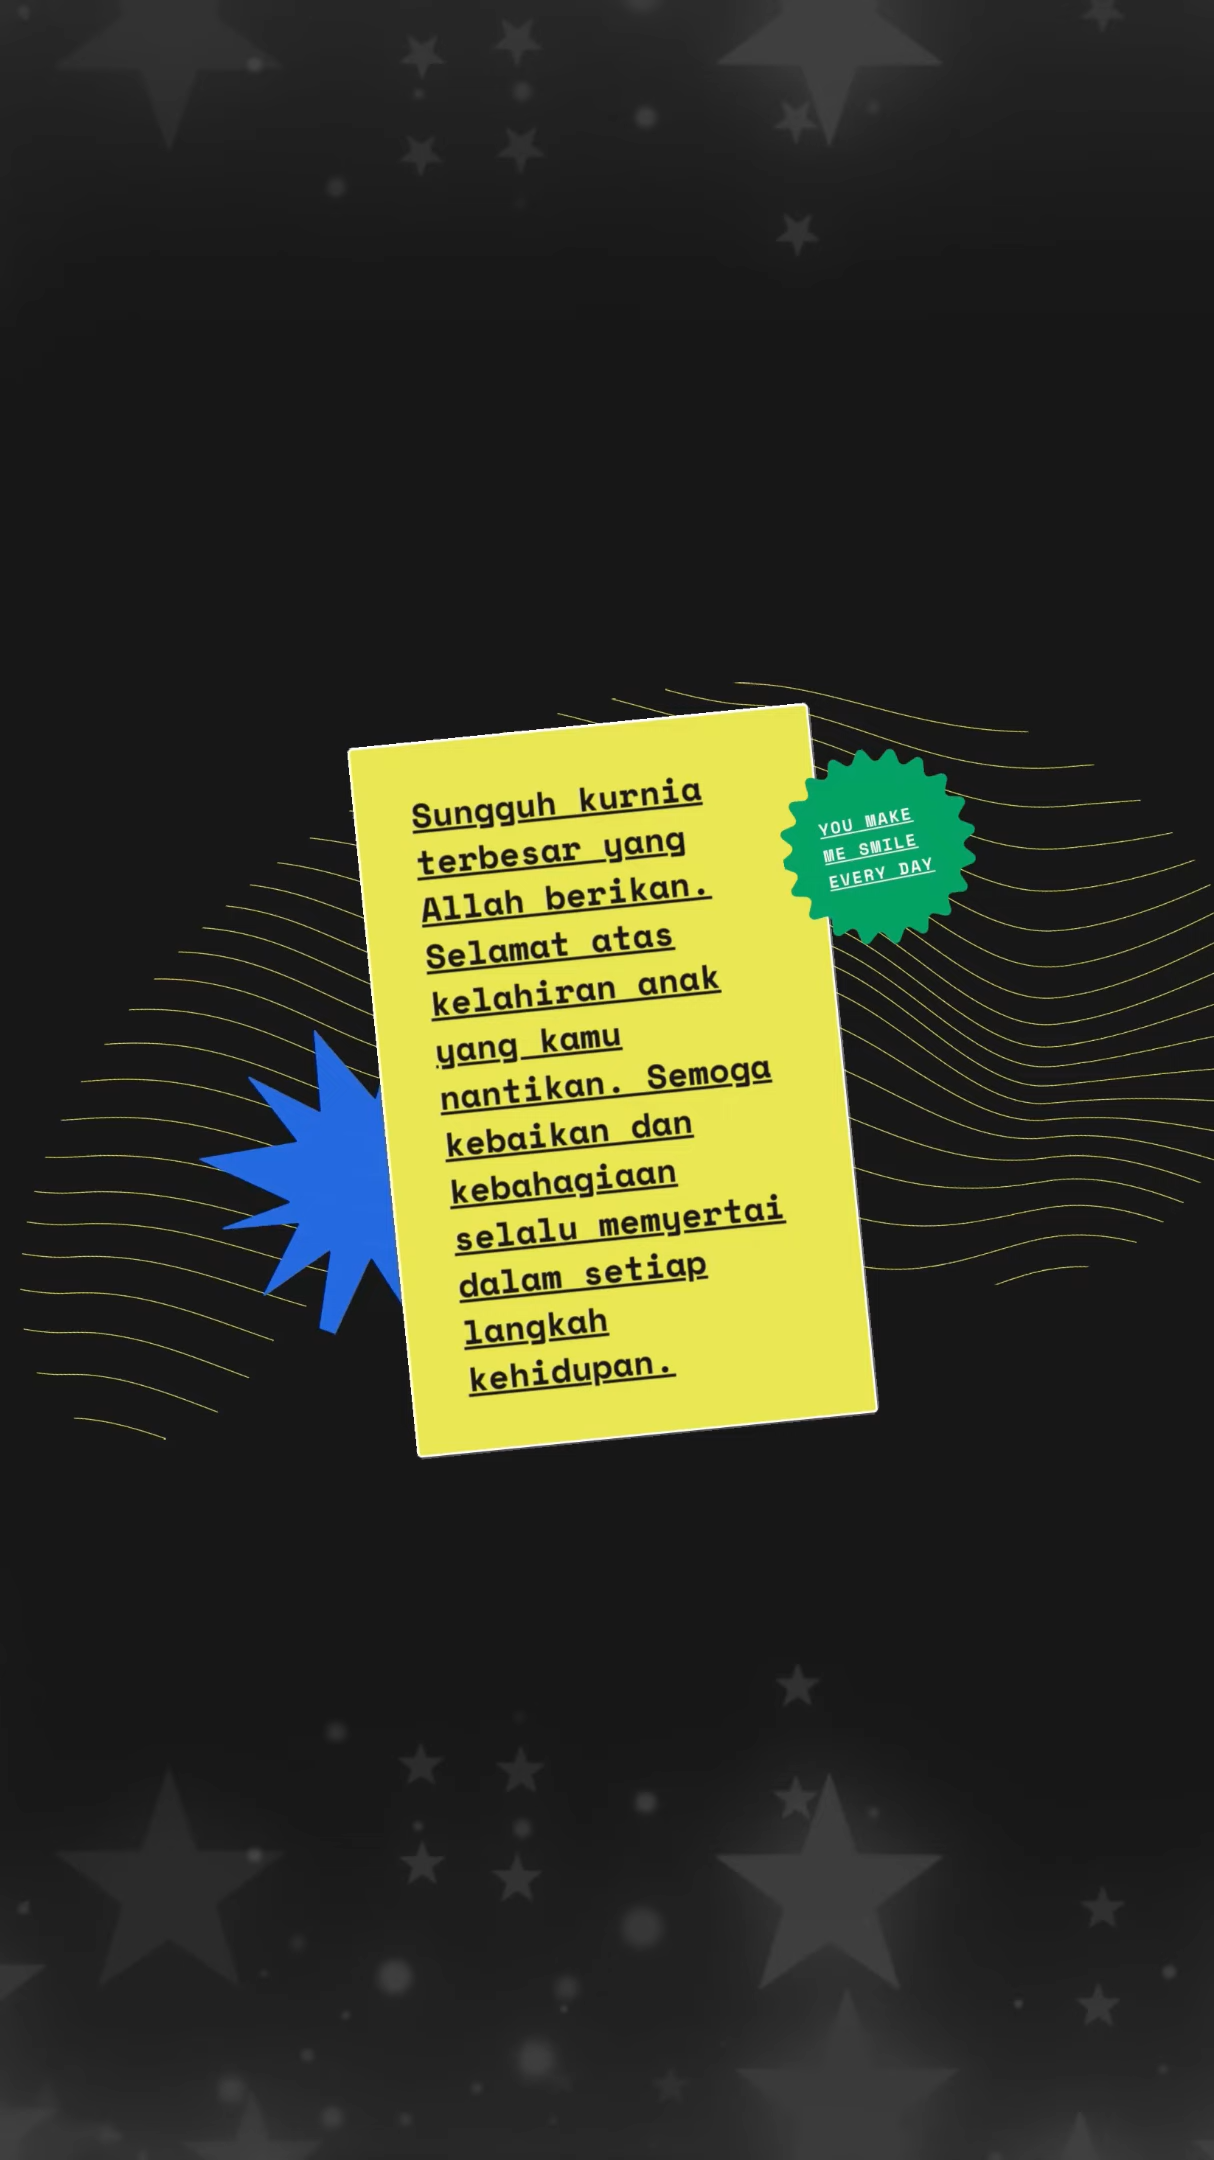 Sungguh kurnia
terbesar yang
Allah berikan.
Selamat atas
kelahiran anak
yang kamu
nantikan. Semoga
kebaikan dan
kebahagiaan
selalu memyertai
dalam setiap
langkah
kehidupan.
YOU MAKE
ME SMILE
EVERY DAY